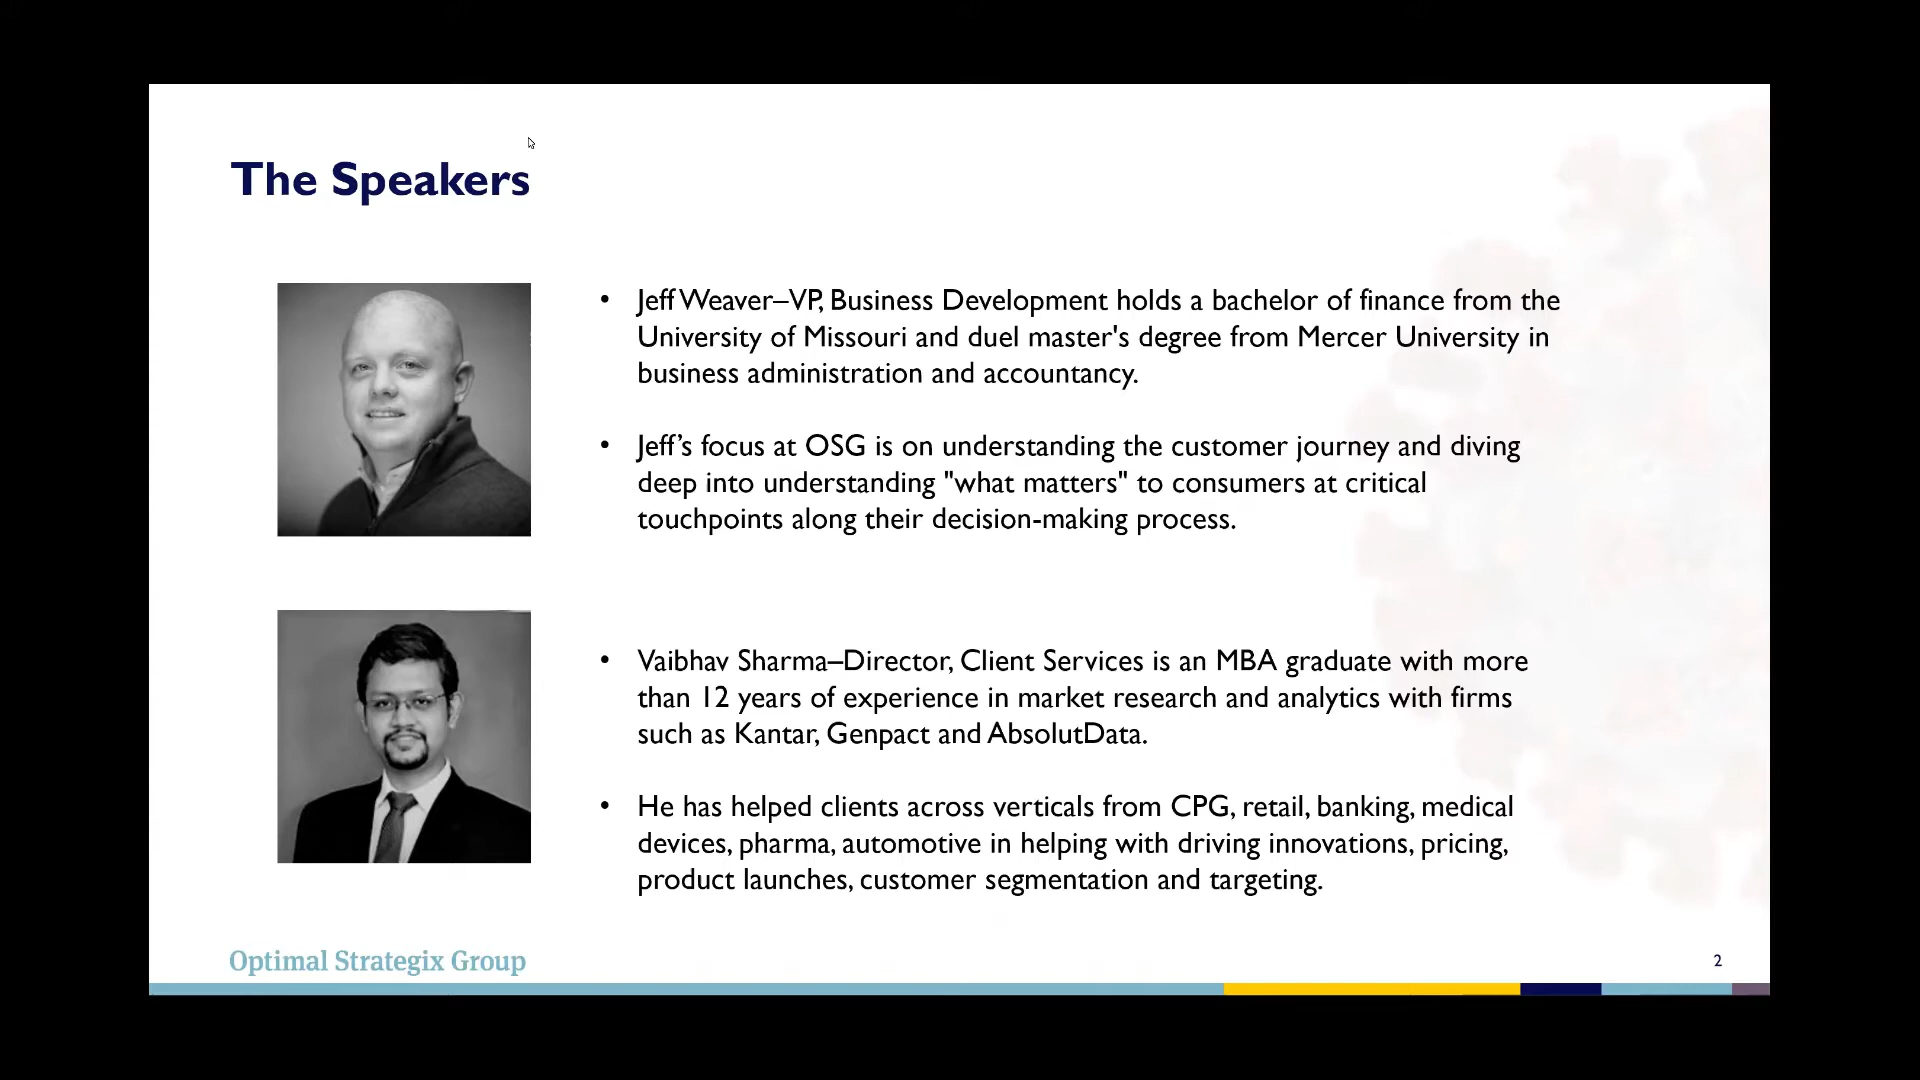 The Speakers
• Jeff Weaver–VP, Business Development holds a bachelor of finance from the
University of Missouri and duel master's degree from Mercer University in
business administration and accountancy.
• Jeff’s focus at OSG is on understanding the customer journey and diving
deep into understanding "what matters" to consumers at critical
touchpoints along their decision-making process.
• Vaibhav Sharma–Director, Client Services is an MBA graduate with more
than 12 years of experience in market research and analytics with firms
such as Kantar, Genpact and AbsolutData.
• He has helped clients across verticals from CPG, retail, banking, medical
devices, pharma, automotive in helping with driving innovations, pricing,
product launches, customer segmentation and targeting.
Optimal Strategix Group
2